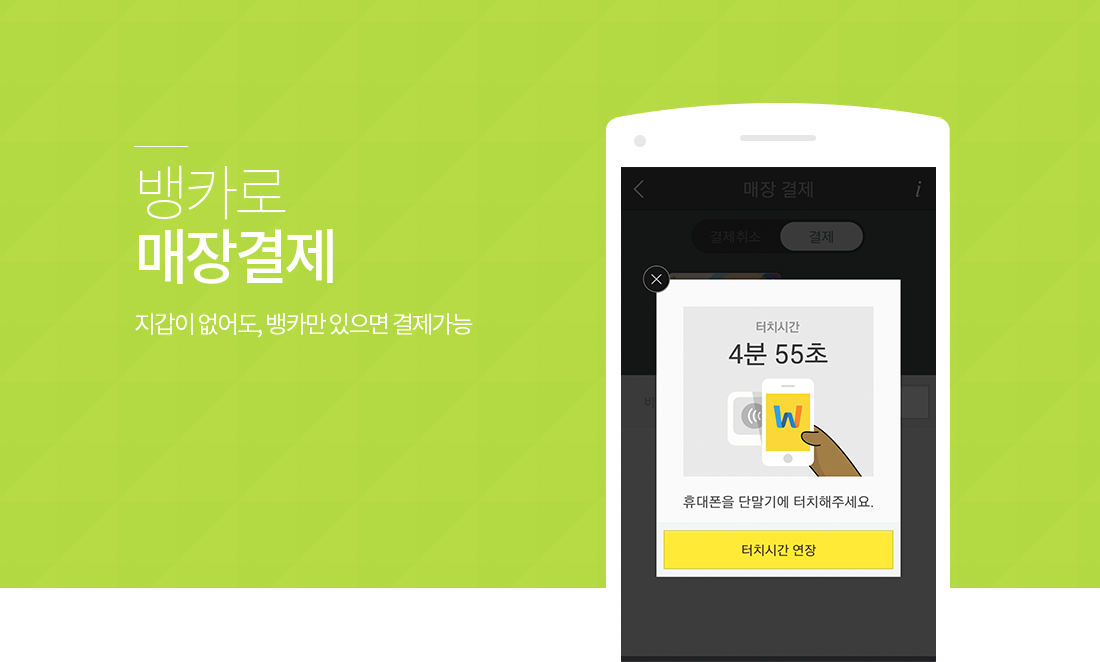 뱅카로
매장결제
지갑이 없어도, 뱅카만 있으면 결제가능
매장 결제
i
결제취소
결제
터치시간
4분 55초
W
비
휴대폰을 단말기에 터치해주세요.
터치시간 연장